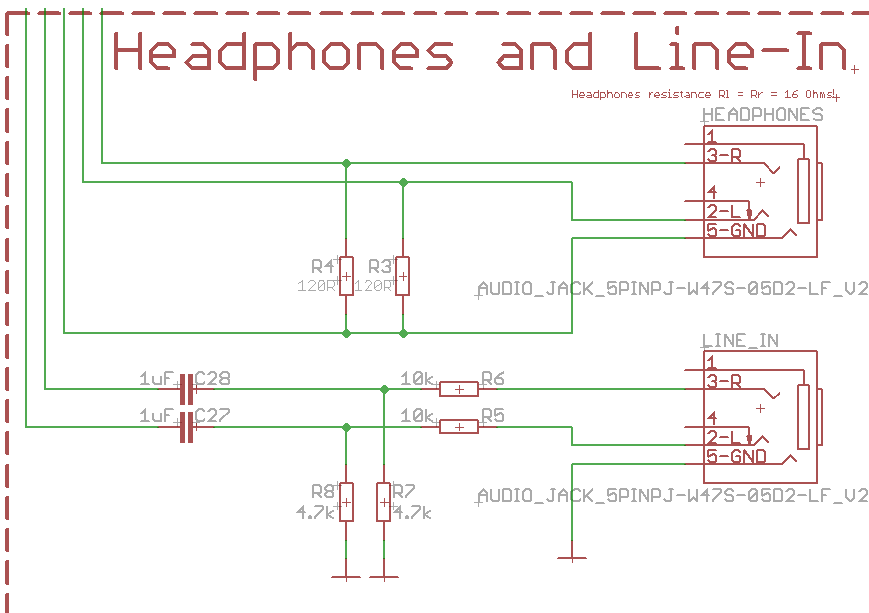 Headphones and Line-In
Headphones resistance Rl = Rr = 16 Ohms!
HEADPHONES
1
3-R
4
2-L
5-GND
R4
120R
R3
120R
AUDIO_JACK_5PINPJ-W47S-05D2-LF_V2
LINE_IN
1
3-R
4
2-L
5-GND
1uF C28
10k R6
1uF C27
10k R5
R8
4.7k
R7
4.7k
AUDIO_JACK_5PINPJ-W47S-05D2-LF_V2